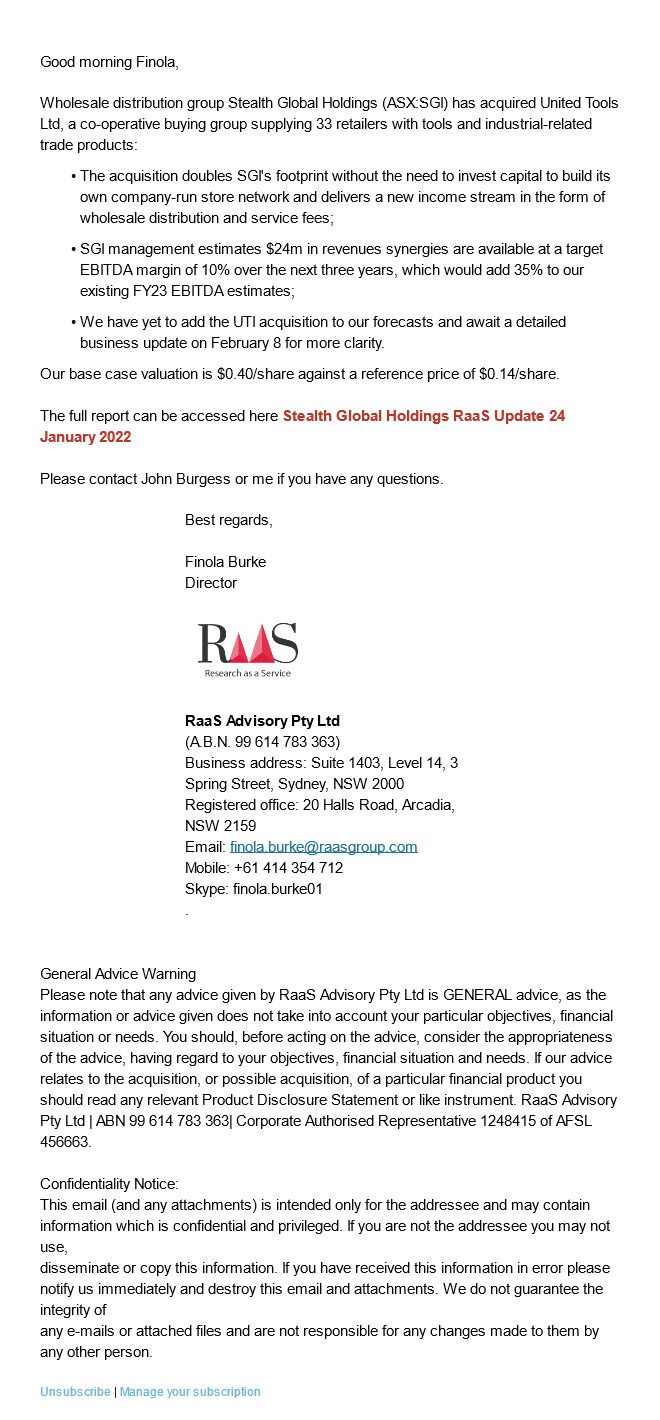 Good morning Finola,
Wholesale distribution group Stealth Global Holdings (ASX:SGI) has acquired United Tools
Ltd, a co-operative buying group supplying 33 retailers with tools and industrial-related
trade products:
• The acquisition doubles SGI's footprint without the need to invest capital to build its
own company-run store network and delivers a new income stream in the form of
wholesale distribution and service fees;
• SGI management estimates $24m in revenues synergies are available at a target
EBITDA margin of 10% over the next three years, which would add 35% to our
existing FY23 EBITDA estimates;
• We have yet to add the UTI acquisition to our forecasts and await a detailed
business update on February 8 for more clarity.
Our base case valuation is $0.40/share against a reference price of $0.14/share.
The full report can be accessed here Stealth Global Holdings RaaS Update 24
January 2022
Please contact John Burgess or me if you have any questions.
Best regards,
Finola Burke
Director
RAAS
Research as a Service
RaaS Advisory Pty Ltd
(A.B.N. 99 614 783 363)
Business address: Suite 1403, Level 14, 3
Spring Street, Sydney, NSW 2000
Registered office: 20 Halls Road, Arcadia,
NSW 2159
Email: finola.burke@raasgroup.com
Mobile: +61 414 354 712
Skype: finola.burke01
.
General Advice Warning
Please note that any advice given by RaaS Advisory Pty Ltd is GENERAL advice, as the
information or advice given does not take into account your particular objectives, financial
situation or needs. You should, before acting on the advice, consider the appropriateness
of the advice, having regard to your objectives, financial situation and needs. If our advice
relates to the acquisition, or possible acquisition, of a particular financial product you
should read any relevant Product Disclosure Statement or like instrument. RaaS Advisory
Pty Ltd | ABN 99 614 783 363| Corporate Authorised Representative 1248415 of AFSL
456663.
Confidentiality Notice:
This email (and any attachments) is intended only for the addressee and may contain
information which is confidential and privileged. If you are not the addressee you may not
use,
disseminate or copy this information. If you have received this information in error please
notify us immediately and destroy this email and attachments. We do not guarantee the
integrity of
any e-mails or attached files and are not responsible for any changes made to them by
any other person.
Unsubscribe | Manage your subscription